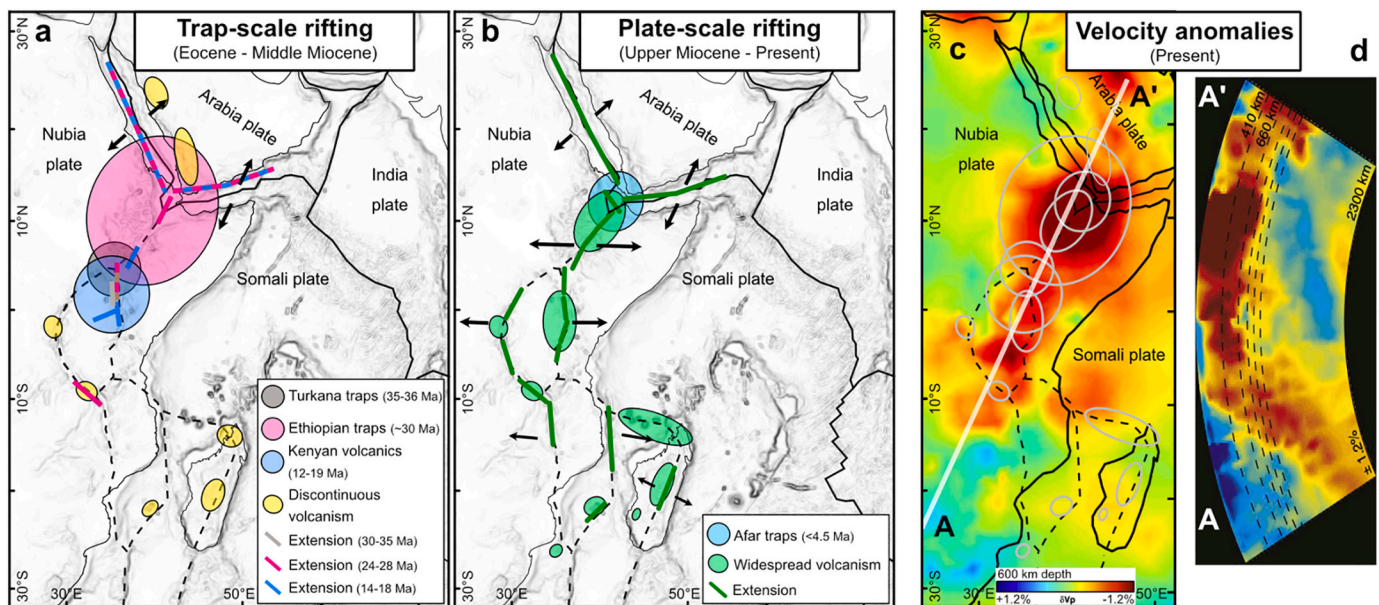 a
Trap-scale rifting
(Eocene - Middle Miocene)
30°N
10°N
10°S
30°S
30°E
50°E
Nubia
plate
Arabia plate
India
plate
Somali plate
Turkana traps (35-36 Ma)
Ethiopian traps (~30 Ma)
Kenyan volcanics
(12-19 Ma)
Discontinuous
volcanism
Extension (30-35 Ma)
Extension (24-28 Ma)
Extension (14-18 Ma)
b
Plate-scale rifting
(Upper Miocene - Present)
30°N
10°N
10°S
30°S
30°E
50°E
Nubia
plate
Arabia plate
India
plate
Somali plate
Afar traps (<4.5 Ma)
Widespread volcanism
Extension
c
Velocity anomalies
(Present)
30°N
10°N
10°S
30°S
30°E
50°E
A'
Arabia plate
Nubia
plate
Somali plate
A
600 km depth
+1.2% δVp -1.2%
d
A'
410 km
660 km
2300 km
± 1.2%
A